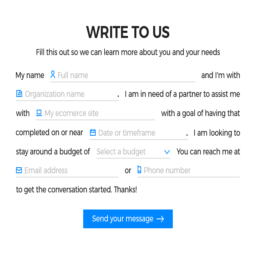 WRITE TO US
Fill this out so we can learn more about you and your needs
My name Full name and I'm with
Organization name . I am in need of a partner to assist me
with My ecomerce site with a goal of having that
completed on or near Date or timeframe . I am looking to
stay around a budget of Select a budget You can reach me at
Email address or Phone number
to get the conversation started. Thanks!
Send your message →